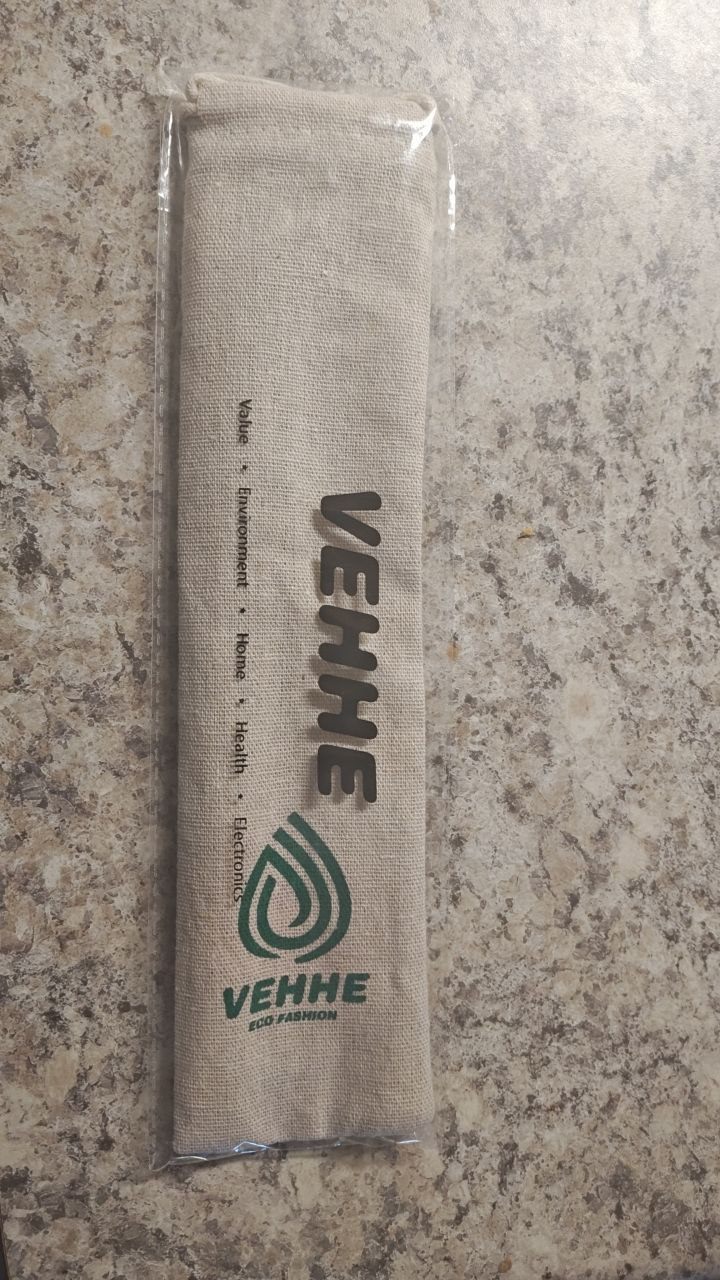 VEHHE
Value • Environment • Home • Health • Electronics
VEHHE
ECO FASHION